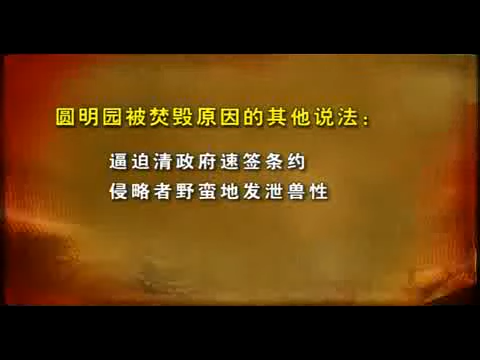 圆明园被焚毁原因的其他说法：
逼迫清政府速签条约
侵略者野蛮地发泄兽性